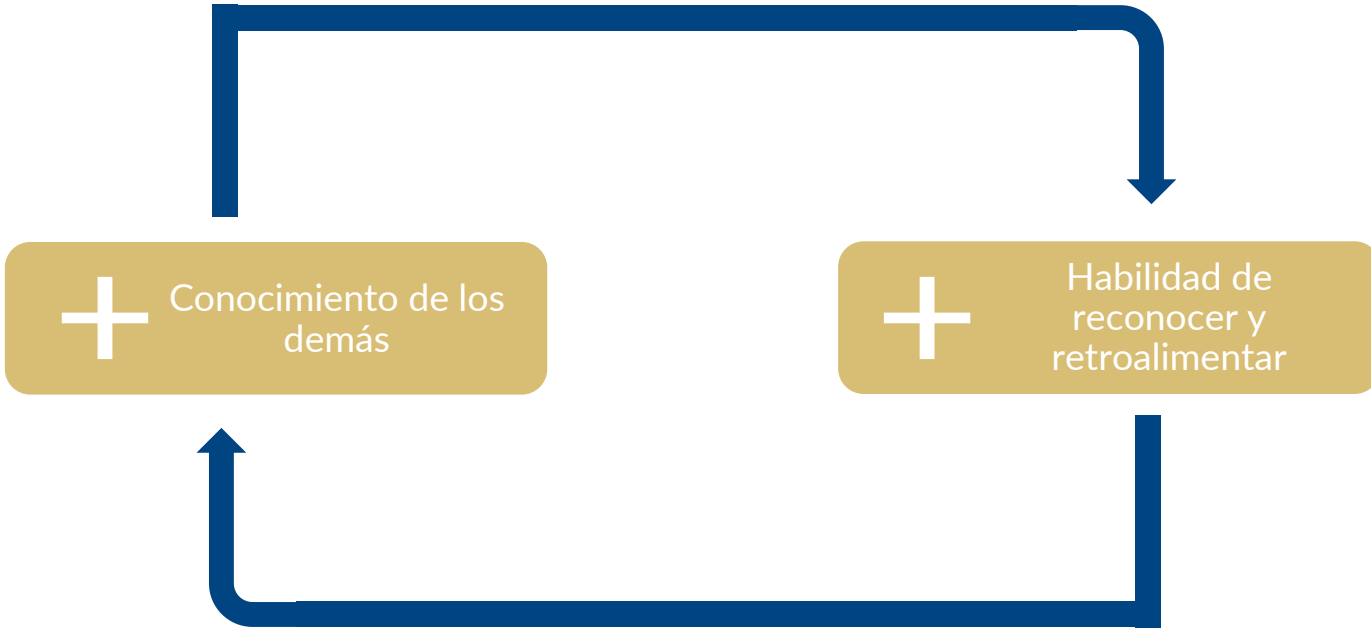 Conocimiento de los
demás
Habilidad de
reconocer y
retroalimentar